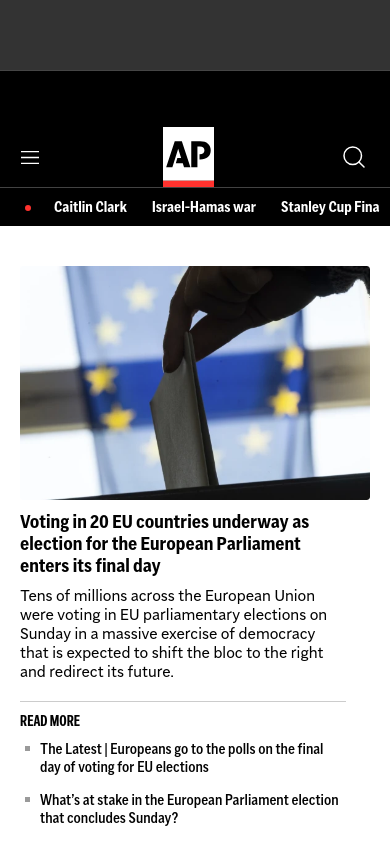 AP
Caitlin Clark Israel-Hamas war Stanley Cup Fina
Voting in 20 EU countries underway as
election for the European Parliament
enters its final day
Tens of millions across the European Union
were voting in EU parliamentary elections on
Sunday in a massive exercise of democracy
that is expected to shift the bloc to the right
and redirect its future.
READ MORE
The Latest | Europeans go to the polls on the final
day of voting for EU elections
What's at stake in the European Parliament election
that concludes Sunday?